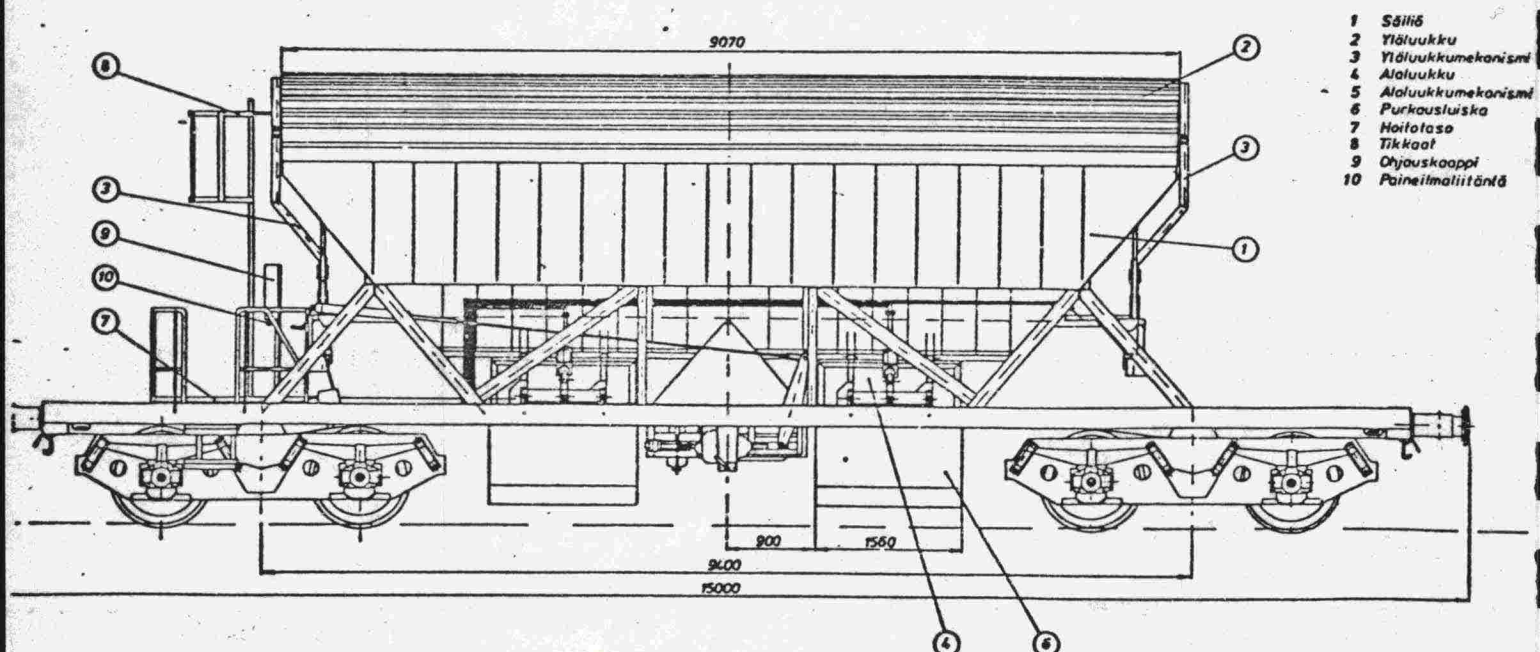 1 Säiliö
2 Yläluukku
3 Yläluukkumekanismi
4 Alaluukku
5 Alaluukkumekanismi
6 Purkausluiska
7 Hoitotaso
8 Tikkaat
9 Ohjauskaappi
10 Paineilmaliitäntä
9070
2
8
3
3
9
1
10
7
900
1560
9400
15000
4
6